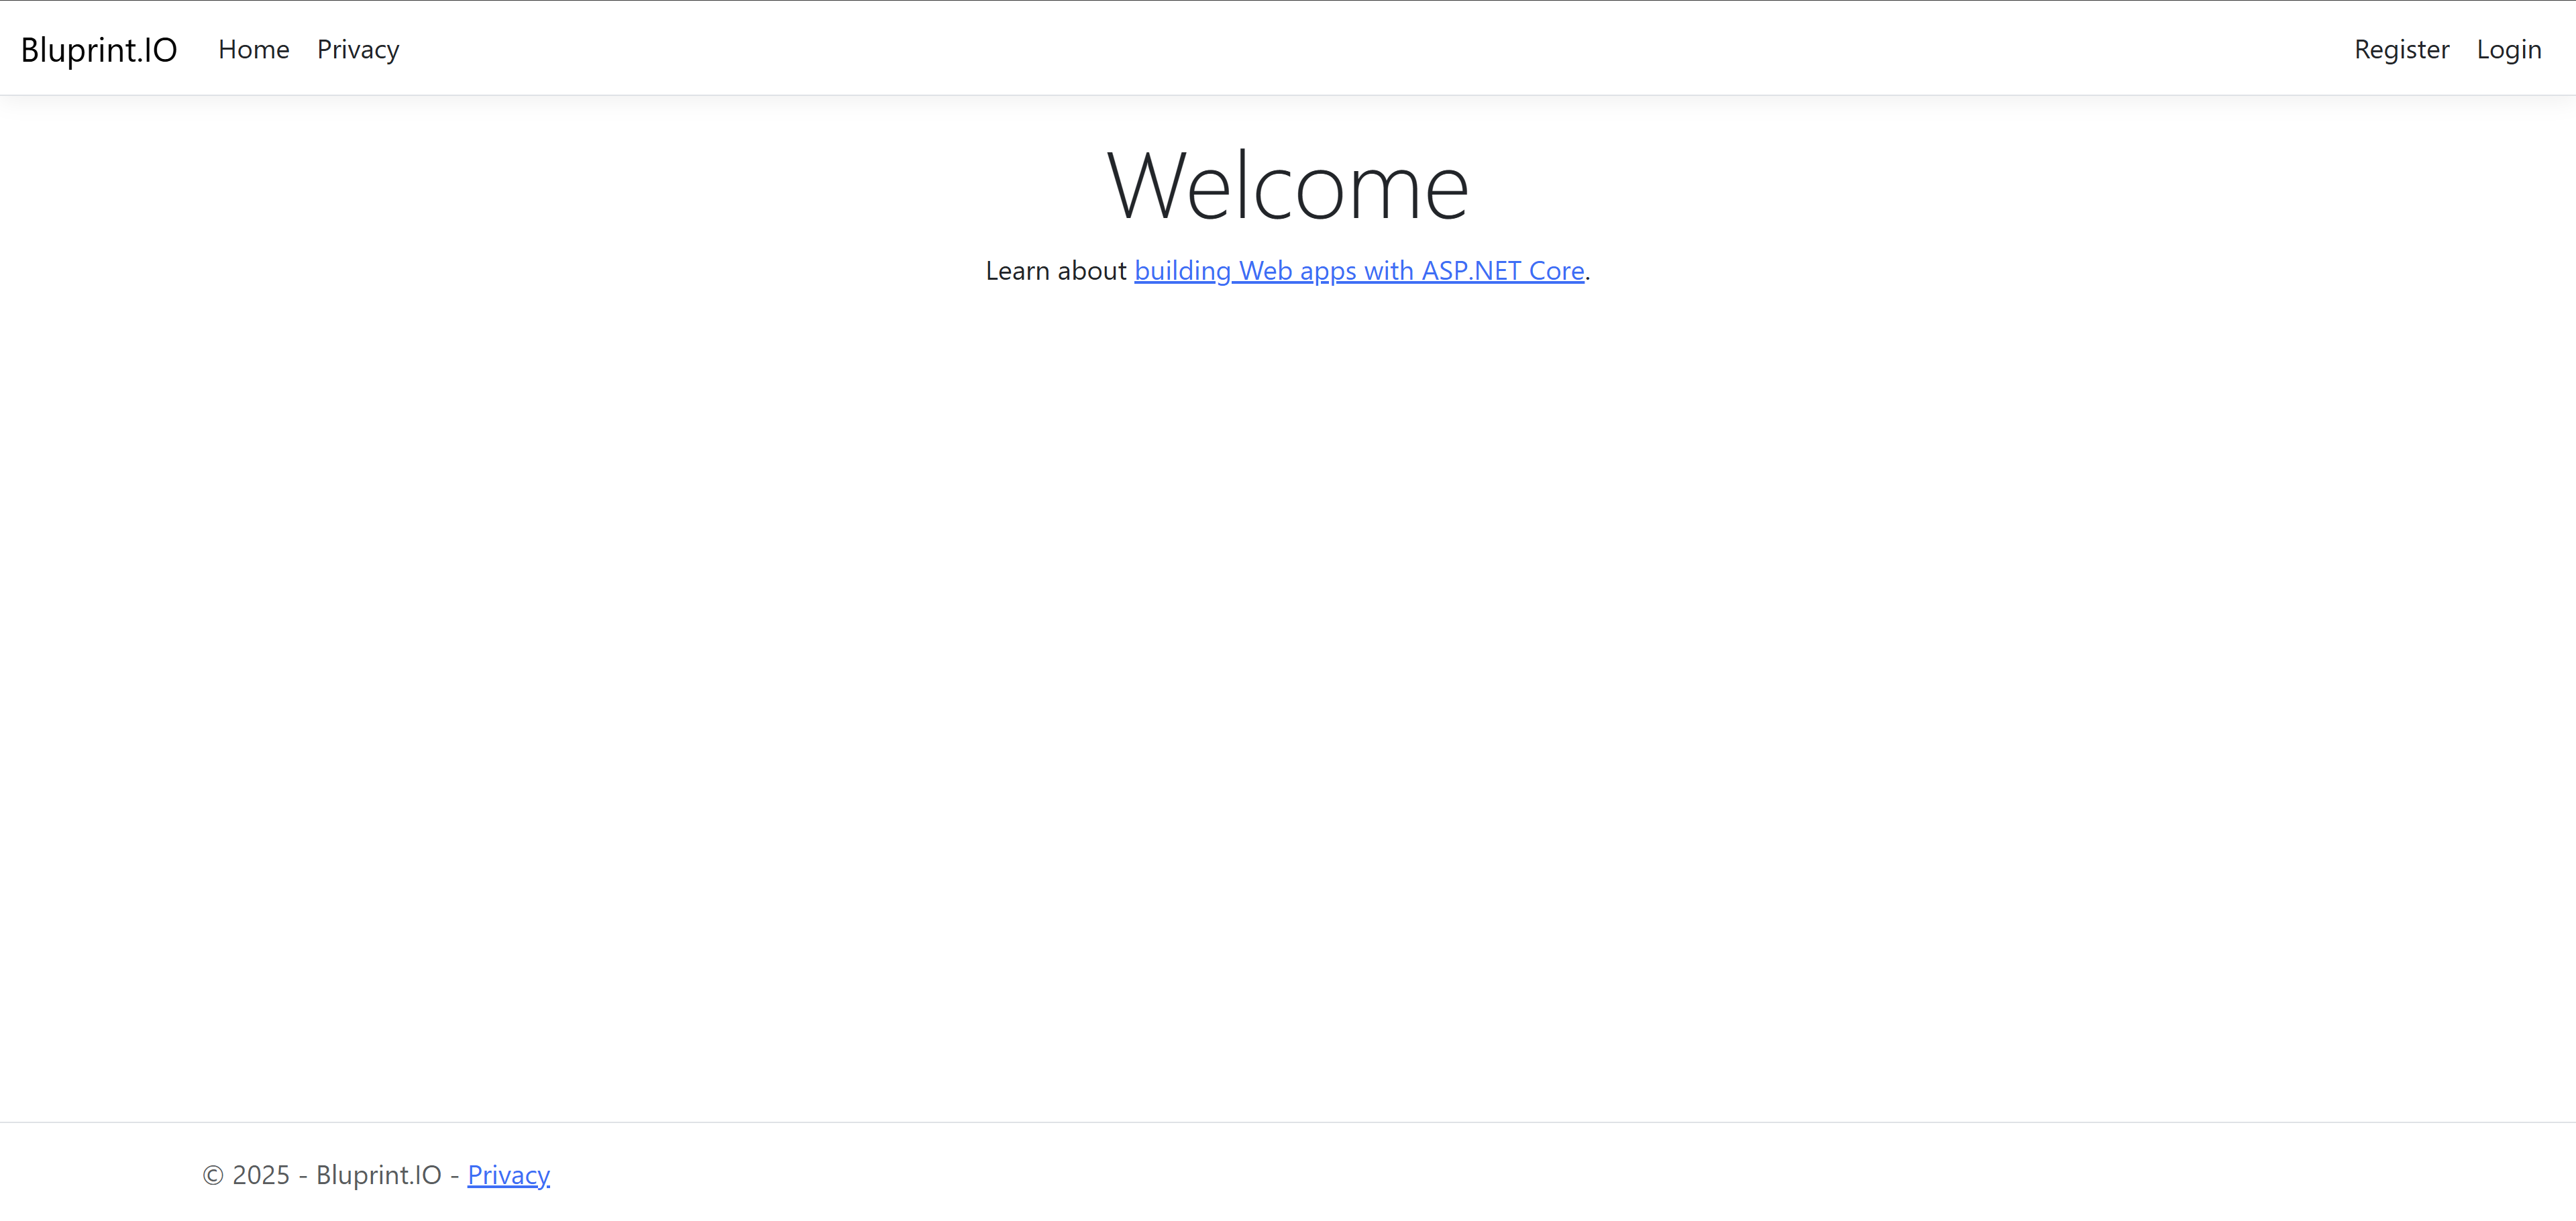 Bluprint.IO Home Privacy Register Login
Welcome
Learn about building Web apps with ASP.NET Core.
© 2025 - Bluprint.IO - Privacy